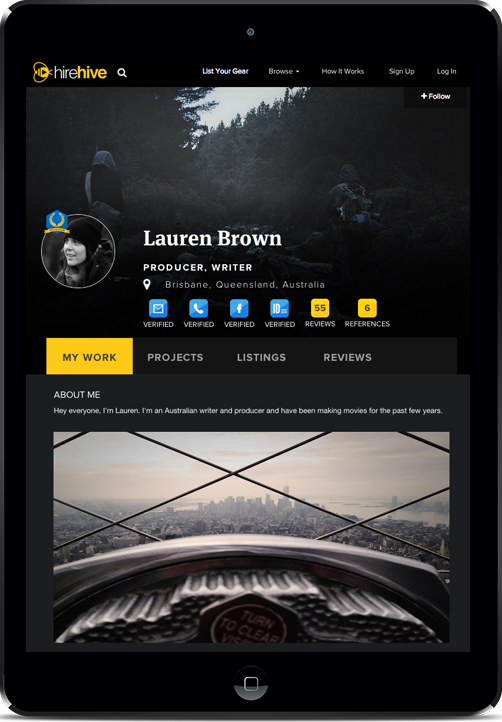 hirehive
List Your Gear Browse How It Works Sign Up Log In
+ Follow
Lauren Brown
PRODUCER, WRITER
Brisbane, Queensland, Australia
ID 55 6
VERIFIED VERIFIED VERIFIED VERIFIED REVIEWS REFERENCES
MY WORK PROJECTS LISTINGS REVIEWS
ABOUT ME
Hey everyone, I'm Lauren. I'm an Australian writer and producer and have been making movies for the past few years.
TURN
TO CLEAR